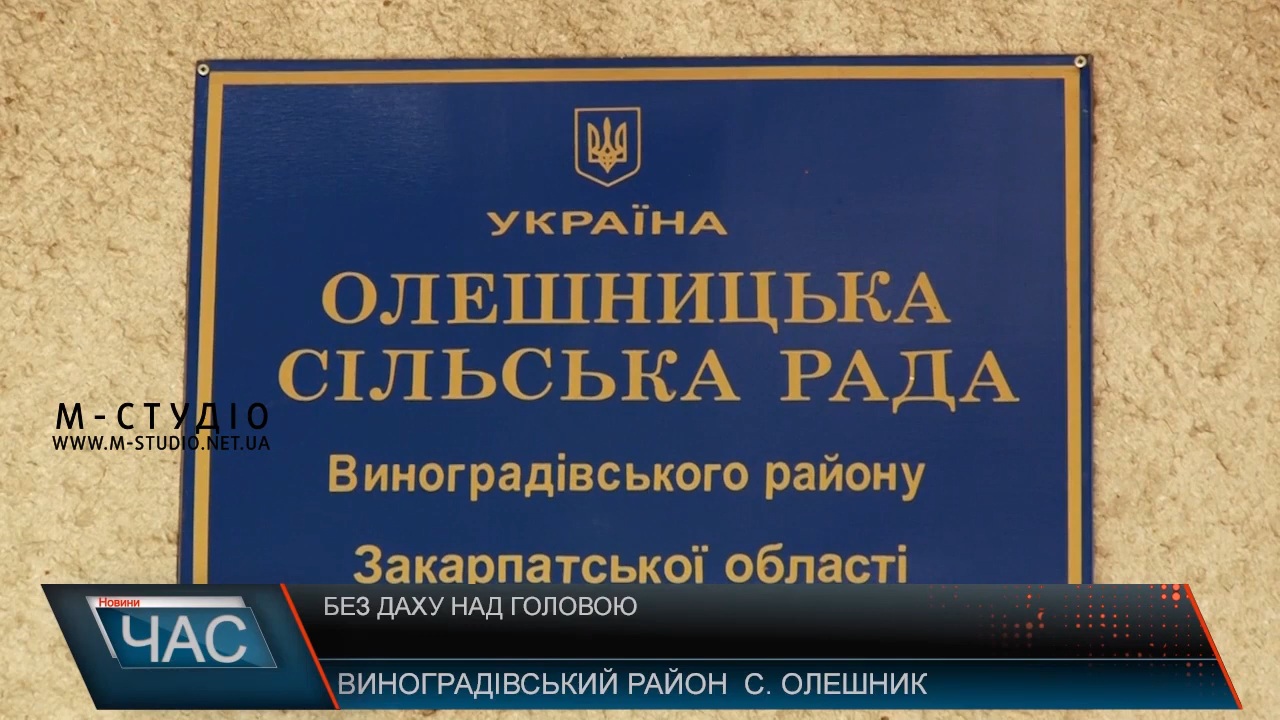 УКРАЇНА
ОЛЕШНИЦЬКА
СІЛЬСЬКА РАДА
М-СТУДІО
WWW.M-STUDIO.NET.UA
Виноградівського району
Закарпатської області
Новини
ЧАС
БЕЗ ДАХУ НАД ГОЛОВОЮ
ВИНОГРАДІВСЬКИЙ РАЙОН С. ОЛЕШНИК